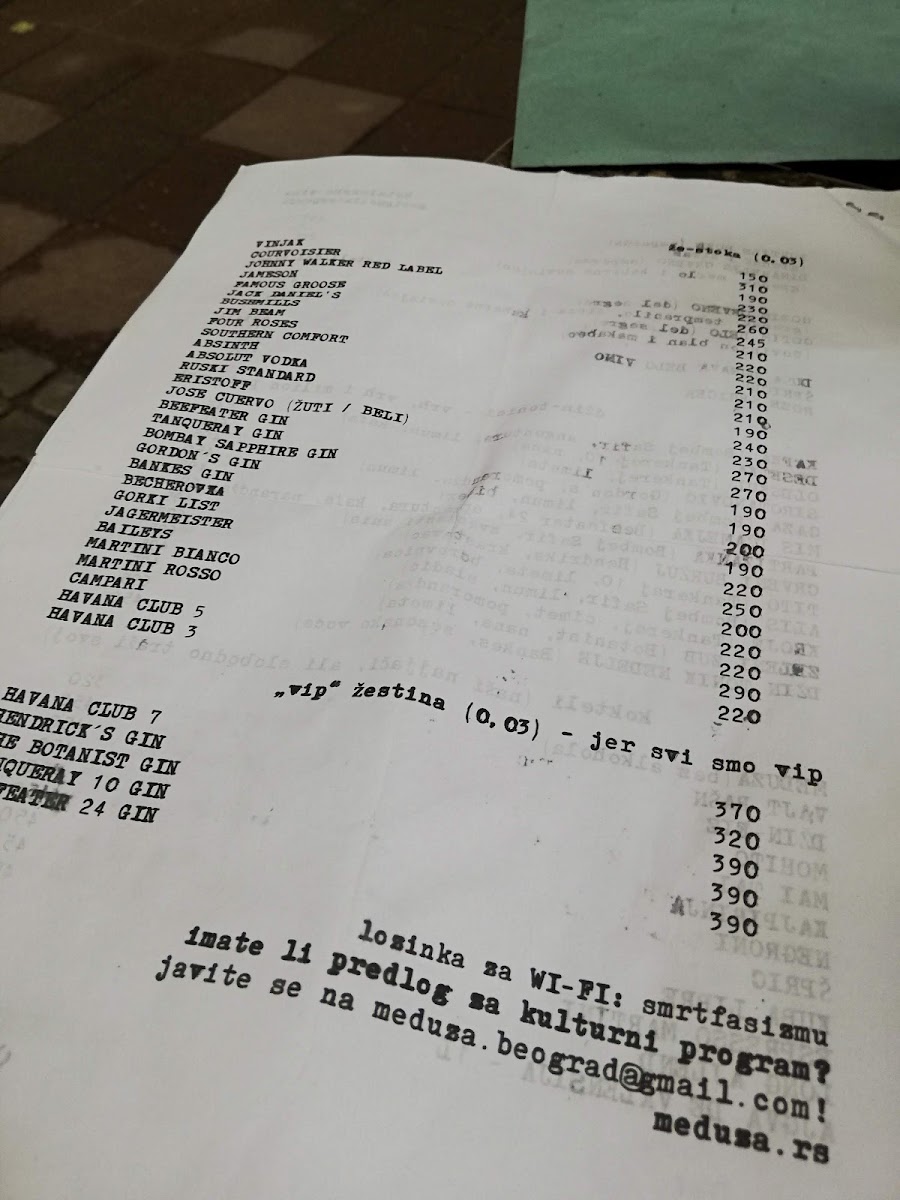 že-stoka (0,03)
VINJAK 150
COURVOISIER 310
JOHNNY WALKER RED LABEL 190
JAMESON 230
FAMOUS GROOSE 220
JACK DANIEL´S 260
BUSHMILLS 245
JIM BEAM 210
FOUR ROSES 220
SOUTHERN COMFORT 220
ABSINTH 210
ABSOLUT VODKA 210
RUSKI STANDARD 210
ERISTOFF 190
JOSE CUERVO (ŽUTI / BELI) 240
BEEFEATER GIN 230
TANQUERAY GIN 270
BOMBAY SAPPHIRE GIN 270
GORDON´S GIN 190
BANKES GIN 190
BECHEROVKA 200
GORKI LIST 190
JAGERMEISTER 220
BAILEYS 250
MARTINI BIANCO 200
MARTINI ROSSO 220
CAMPARI 220
HAVANA CLUB 5 290
HAVANA CLUB 3 220
„vip“ žestina (0,03) - jer svi smo vip
HAVANA CLUB 7 370
HENDRICK´S GIN 320
HE BOTANIST GIN 390
NQUERAY 10 GIN 390
FEATER 24 GIN 390
lozinka za WI-FI: smrtfasizmu
imate li predlog za kulturni program?
javite se na meduza.beograd@gmail.com!
meduza.rs